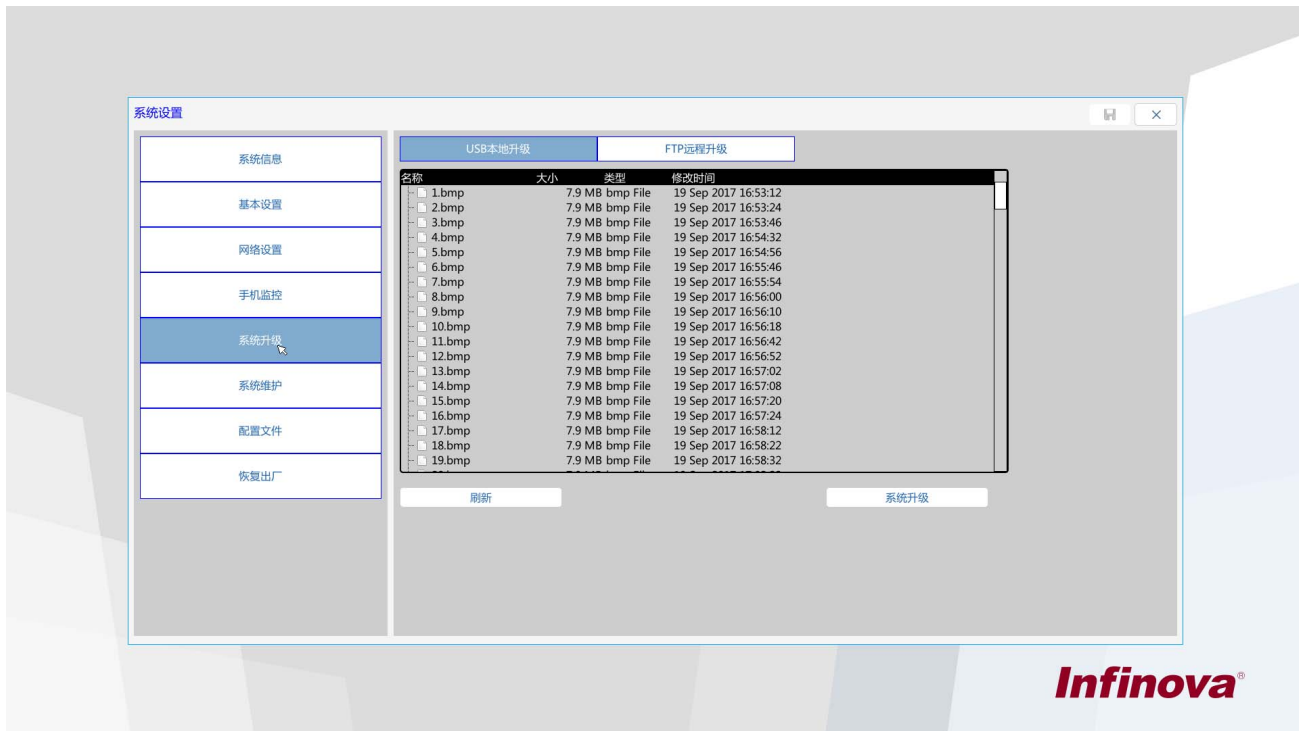 系统设置
系统信息
基本设置
网络设置
手机监控
系统升级
系统维护
配置文件
恢复出厂
USB本地升级 FTP远程升级
名称 大小 类型 修改时间
1.bmp 7.9 MB bmp File 19 Sep 2017 16:53:12
2.bmp 7.9 MB bmp File 19 Sep 2017 16:53:24
3.bmp 7.9 MB bmp File 19 Sep 2017 16:53:46
4.bmp 7.9 MB bmp File 19 Sep 2017 16:54:32
5.bmp 7.9 MB bmp File 19 Sep 2017 16:54:56
6.bmp 7.9 MB bmp File 19 Sep 2017 16:55:46
7.bmp 7.9 MB bmp File 19 Sep 2017 16:55:54
8.bmp 7.9 MB bmp File 19 Sep 2017 16:56:00
9.bmp 7.9 MB bmp File 19 Sep 2017 16:56:10
10.bmp 7.9 MB bmp File 19 Sep 2017 16:56:18
11.bmp 7.9 MB bmp File 19 Sep 2017 16:56:42
12.bmp 7.9 MB bmp File 19 Sep 2017 16:56:52
13.bmp 7.9 MB bmp File 19 Sep 2017 16:57:02
14.bmp 7.9 MB bmp File 19 Sep 2017 16:57:08
15.bmp 7.9 MB bmp File 19 Sep 2017 16:57:20
16.bmp 7.9 MB bmp File 19 Sep 2017 16:57:24
17.bmp 7.9 MB bmp File 19 Sep 2017 16:58:12
18.bmp 7.9 MB bmp File 19 Sep 2017 16:58:22
19.bmp 7.9 MB bmp File 19 Sep 2017 16:58:32
刷新 系统升级
Infinova®